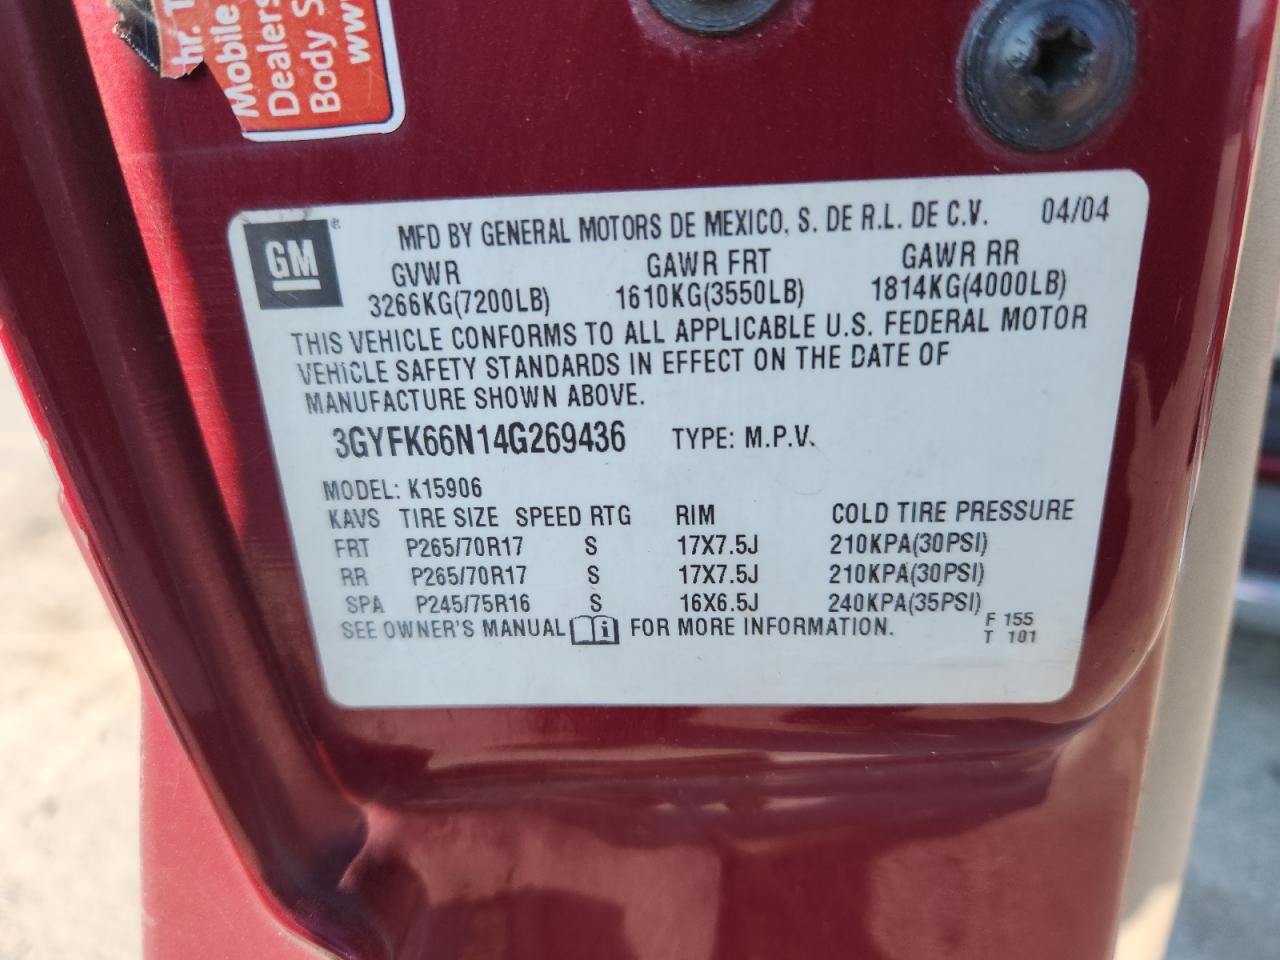 hr. T
Mobile
Dealers
Body S
www.
GM ®
MFD BY GENERAL MOTORS DE MEXICO, S. DE R.L. DE C.V. 04/04
GVWR GAWR FRT GAWR RR
3266KG(7200LB) 1610KG(3550LB) 1814KG(4000LB)
THIS VEHICLE CONFORMS TO ALL APPLICABLE U.S. FEDERAL MOTOR
VEHICLE SAFETY STANDARDS IN EFFECT ON THE DATE OF
MANUFACTURE SHOWN ABOVE.
3GYFK66N14G269436 TYPE: M.P.V.
MODEL: K15906
KAVS TIRE SIZE SPEED RTG RIM COLD TIRE PRESSURE
FRT P265/70R17 S 17X7.5J 210KPA(30PSI)
RR P265/70R17 S 17X7.5J 210KPA(30PSI)
SPA P245/75R16 S 16X6.5J 240KPA(35PSI)
SEE OWNER'S MANUAL i FOR MORE INFORMATION.
F 155
T 101